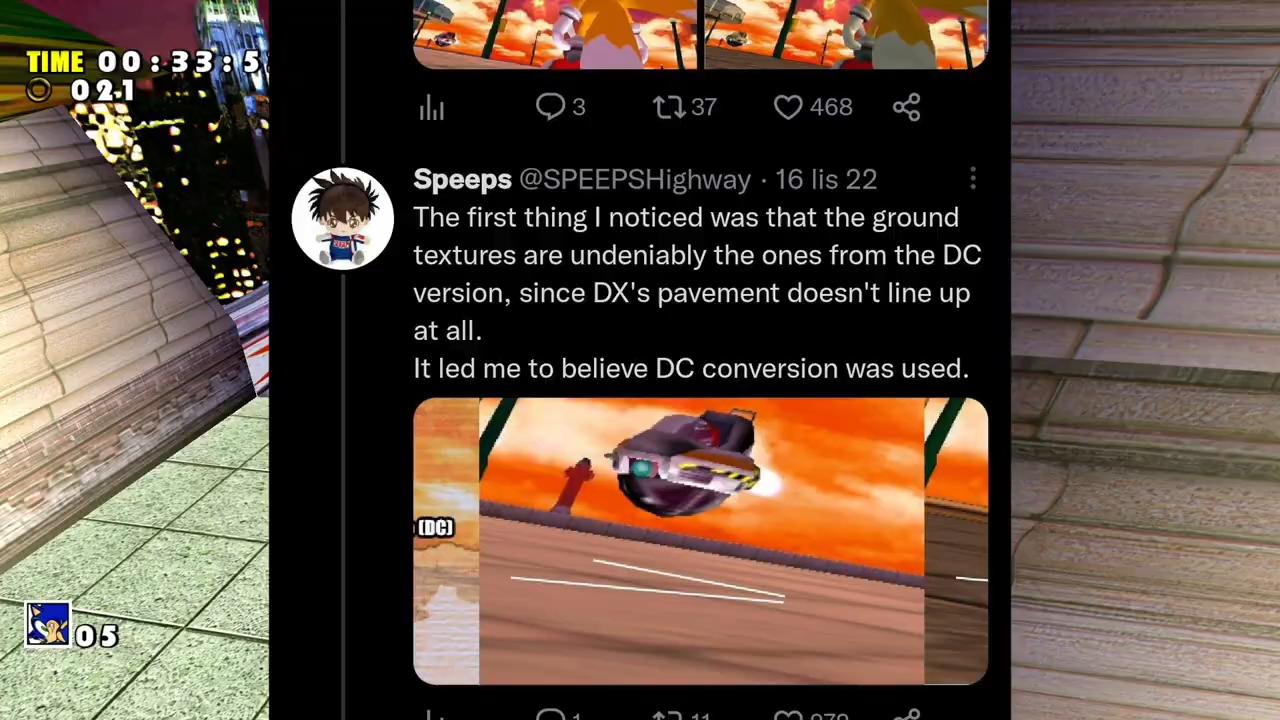 TIME 00:33:5
021
3 37 468
Speeps @SPEEPSHighway · 16 lis 22
The first thing I noticed was that the ground
textures are undeniably the ones from the DC
version, since DX's pavement doesn't line up
at all.
It led me to believe DC conversion was used.
(DC)
05
1 11